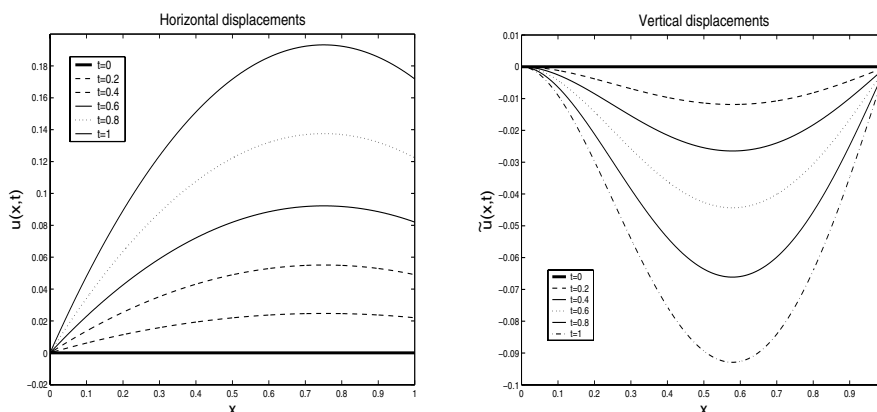 Horizontal displacements
0.18
0.16
0.14
0.12
0.1
0.08
0.06
0.04
0.02
0
−0.02
u(x,t)
t=0
t=0.2
t=0.4
t=0.6
t=0.8
t=1
0 0.1 0.2 0.3 0.4 0.5 0.6 0.7 0.8 0.9 1
x
Vertical displacements
0.01
0
−0.01
−0.02
−0.03
−0.04
−0.05
−0.06
−0.07
−0.08
−0.09
−0.1
ũ(x,t)
t=0
t=0.2
t=0.4
t=0.6
t=0.8
t=1
0 0.1 0.2 0.3 0.4 0.5 0.6 0.7 0.8 0.9
x